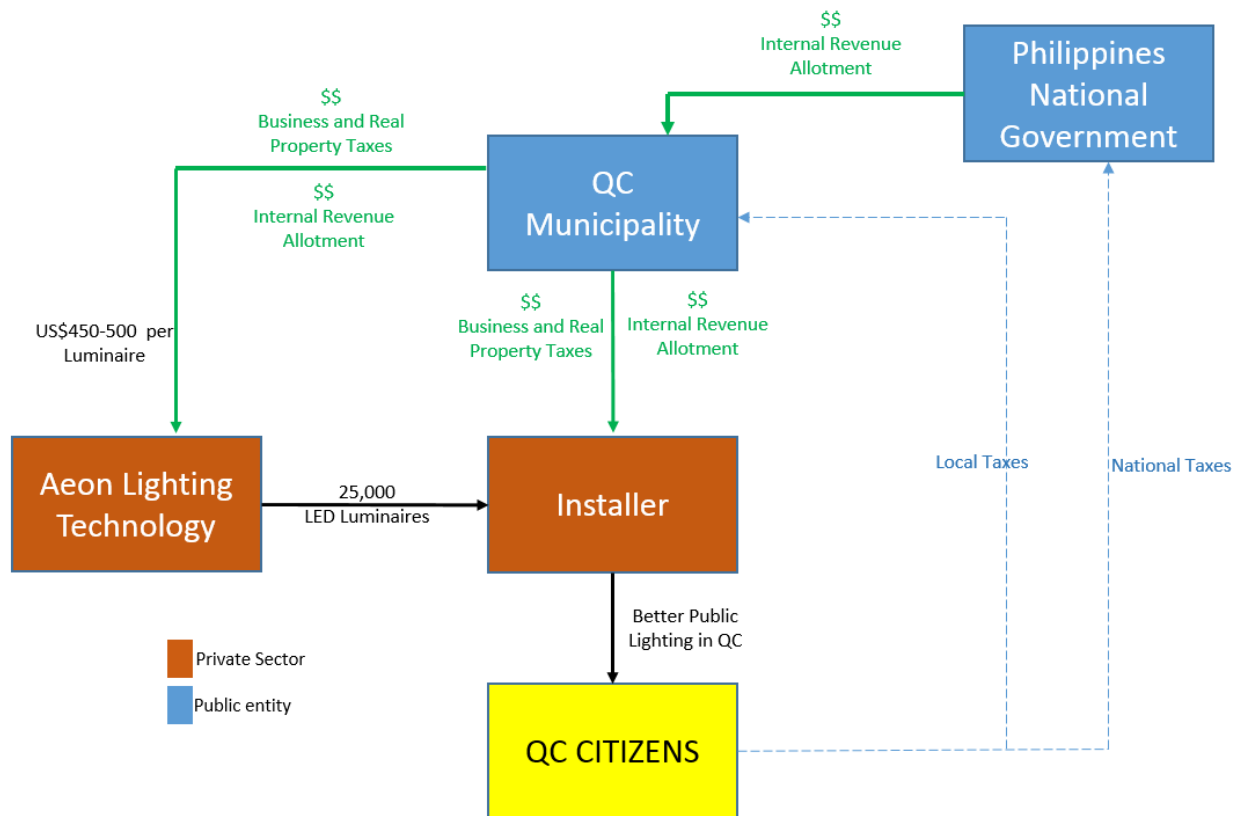 $$
Internal Revenue
Allotment
Philippines
National
Government
$$
Business and Real
Property Taxes
$$
Internal Revenue
Allotment
QC
Municipality
$$
Business and Real
Property Taxes
$$
Internal Revenue
Allotment
US$450-500 per
Luminaire
Aeon Lighting
Technology
25,000
LED Luminaires
Installer
Local Taxes
National Taxes
Better Public
Lighting in QC
Private Sector
Public entity
QC CITIZENS